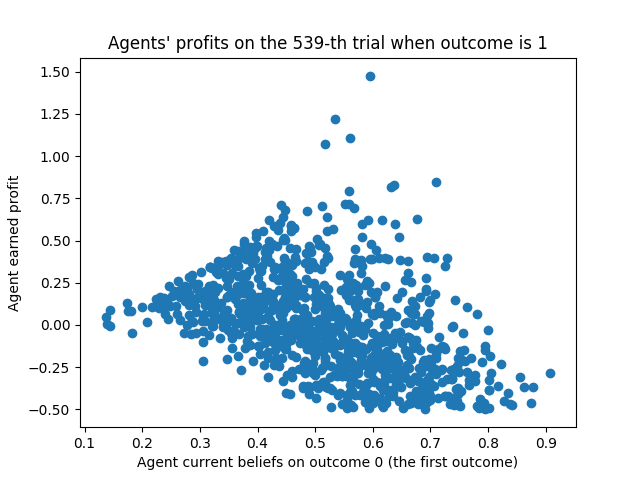 Agents' profits on the 539-th trial when outcome is 1
1.50
1.25
1.00
0.75
0.50
0.25
0.00
−0.25
−0.50
Agent earned profit
0.1 0.2 0.3 0.4 0.5 0.6 0.7 0.8 0.9
Agent current beliefs on outcome 0 (the first outcome)